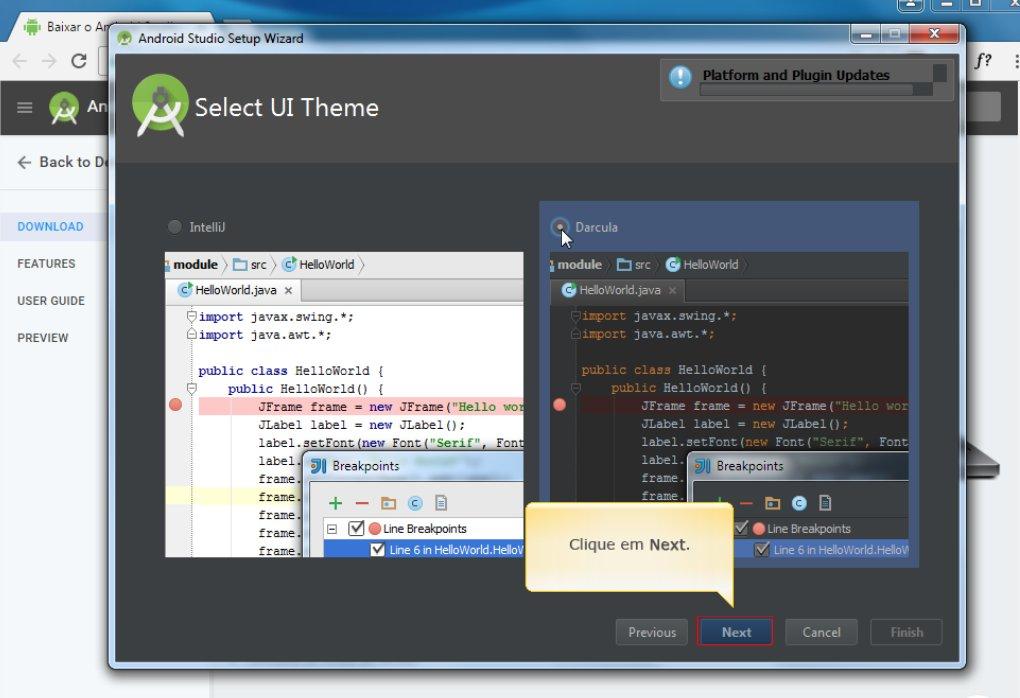 Baixar o An
Android Studio Setup Wizard
f?
An
Platform and Plugin Updates
Select UI Theme
Back to De
DOWNLOAD
FEATURES
USER GUIDE
PREVIEW
IntelliJ
module src HelloWorld
HelloWorld.java ×
import javax.swing.*;
import java.awt.*;
public class HelloWorld {
public HelloWorld() {
JFrame frame = new JFrame("Hello wor
JLabel label = new JLabel();
label.setFont(new Font("Serif", Font
label.
frame.
frame.
frame.
frame.
frame.
Breakpoints
Line Breakpoints
Line 6 in HelloWorld.HelloW
Darcula
module src HelloWorld
HelloWorld.java ×
import javax.swing.*;
import java.awt.*;
public class HelloWorld {
public HelloWorld() {
JFrame frame = new JFrame("Hello wor
JLabel label = new JLabel();
label.setFont(new Font("Serif", Font
label.
frame.
frame.
Breakpoints
Line Breakpoints
Line 6 in HelloWorld.HelloW
Clique em Next.
Previous
Next
Cancel
Finish